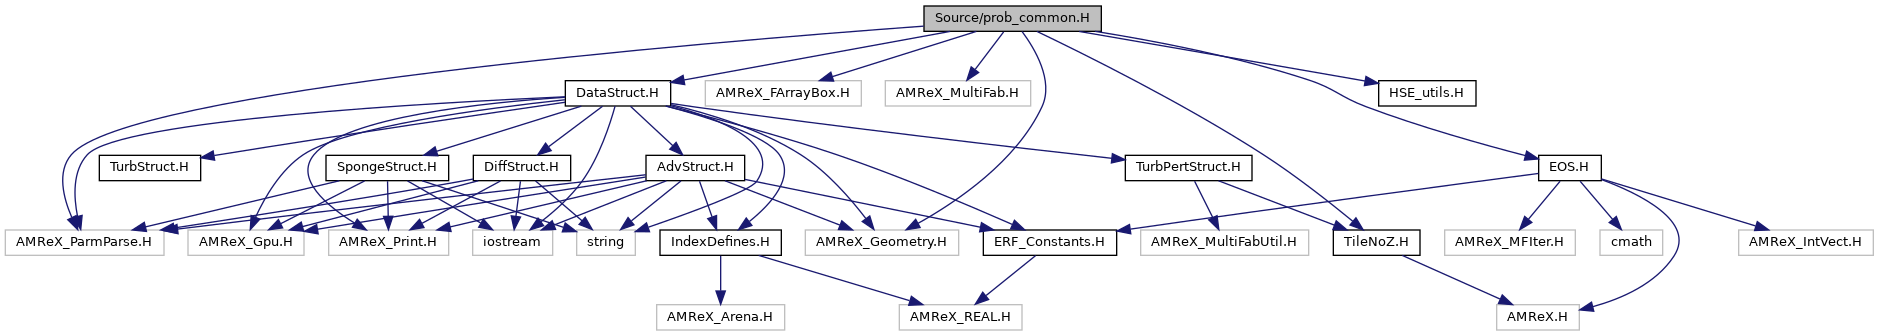 Source/prob_common.H
DataStruct.H
AMReX_FArrayBox.H
AMReX_MultiFab.H
HSE_utils.H
TurbStruct.H
SpongeStruct.H
DiffStruct.H
AdvStruct.H
TurbPertStruct.H
EOS.H
AMReX_ParmParse.H
AMReX_Gpu.H
AMReX_Print.H
iostream
string
IndexDefines.H
AMReX_Geometry.H
ERF_Constants.H
AMReX_MultiFabUtil.H
TileNoZ.H
AMReX_MFIter.H
cmath
AMReX_IntVect.H
AMReX_Arena.H
AMReX_REAL.H
AMReX.H